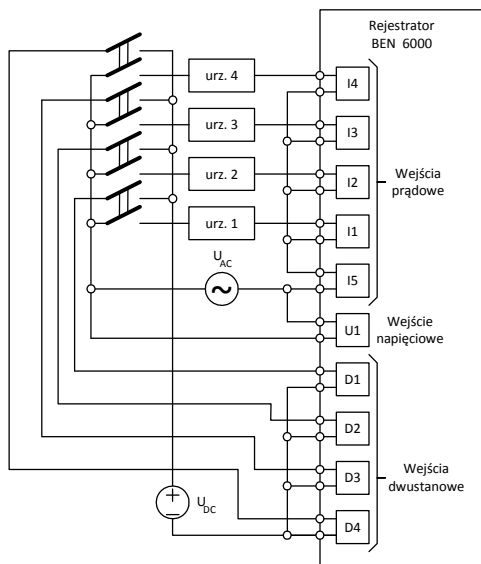 Rejestrator
BEN 6000
urz. 4
I4
urz. 3
I3
urz. 2
I2
Wejścia
prądowe
urz. 1
I1
U AC
~
I5
U1
Wejście
napięciowe
D1
D2
D3
Wejścia
dwustanowe
+
−
U DC
D4